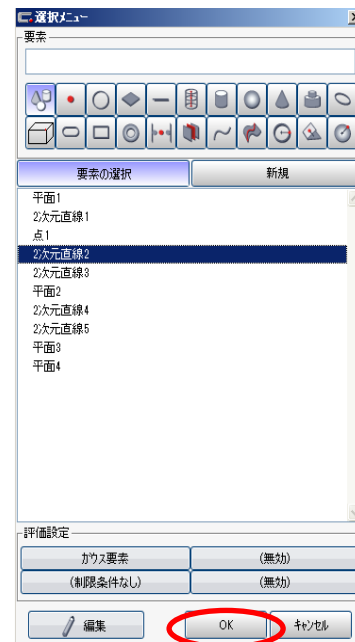 選択メニュー
要素
要素の選択 新規
平面1
2次元直線1
点1
2次元直線2
2次元直線3
平面2
2次元直線4
2次元直線5
平面3
平面4
評価設定
ガウス要素 (無効)
(制限条件なし) (無効)
編集 OK キャンセル